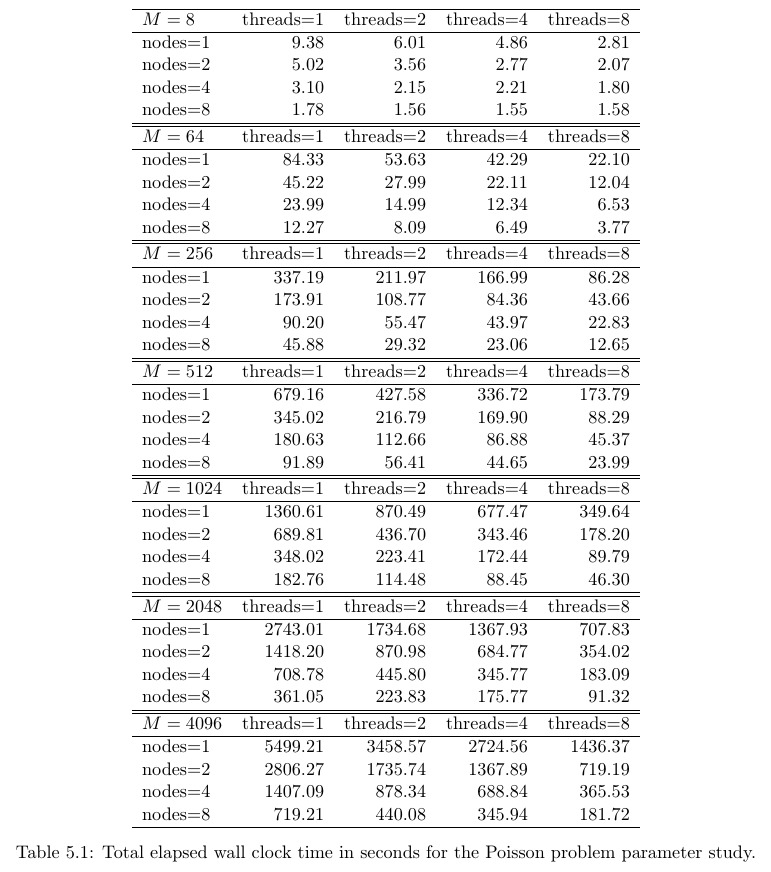 M = 8 threads=1 threads=2 threads=4 threads=8
nodes=1 9.38 6.01 4.86 2.81
nodes=2 5.02 3.56 2.77 2.07
nodes=4 3.10 2.15 2.21 1.80
nodes=8 1.78 1.56 1.55 1.58
M = 64 threads=1 threads=2 threads=4 threads=8
nodes=1 84.33 53.63 42.29 22.10
nodes=2 45.22 27.99 22.11 12.04
nodes=4 23.99 14.99 12.34 6.53
nodes=8 12.27 8.09 6.49 3.77
M = 256 threads=1 threads=2 threads=4 threads=8
nodes=1 337.19 211.97 166.99 86.28
nodes=2 173.91 108.77 84.36 43.66
nodes=4 90.20 55.47 43.97 22.83
nodes=8 45.88 29.32 23.06 12.65
M = 512 threads=1 threads=2 threads=4 threads=8
nodes=1 679.16 427.58 336.72 173.79
nodes=2 345.02 216.79 169.90 88.29
nodes=4 180.63 112.66 86.88 45.37
nodes=8 91.89 56.41 44.65 23.99
M = 1024 threads=1 threads=2 threads=4 threads=8
nodes=1 1360.61 870.49 677.47 349.64
nodes=2 689.81 436.70 343.46 178.20
nodes=4 348.02 223.41 172.44 89.79
nodes=8 182.76 114.48 88.45 46.30
M = 2048 threads=1 threads=2 threads=4 threads=8
nodes=1 2743.01 1734.68 1367.93 707.83
nodes=2 1418.20 870.98 684.77 354.02
nodes=4 708.78 445.80 345.77 183.09
nodes=8 361.05 223.83 175.77 91.32
M = 4096 threads=1 threads=2 threads=4 threads=8
nodes=1 5499.21 3458.57 2724.56 1436.37
nodes=2 2806.27 1735.74 1367.89 719.19
nodes=4 1407.09 878.34 688.84 365.53
nodes=8 719.21 440.08 345.94 181.72
Table 5.1: Total elapsed wall clock time in seconds for the Poisson problem parameter study.